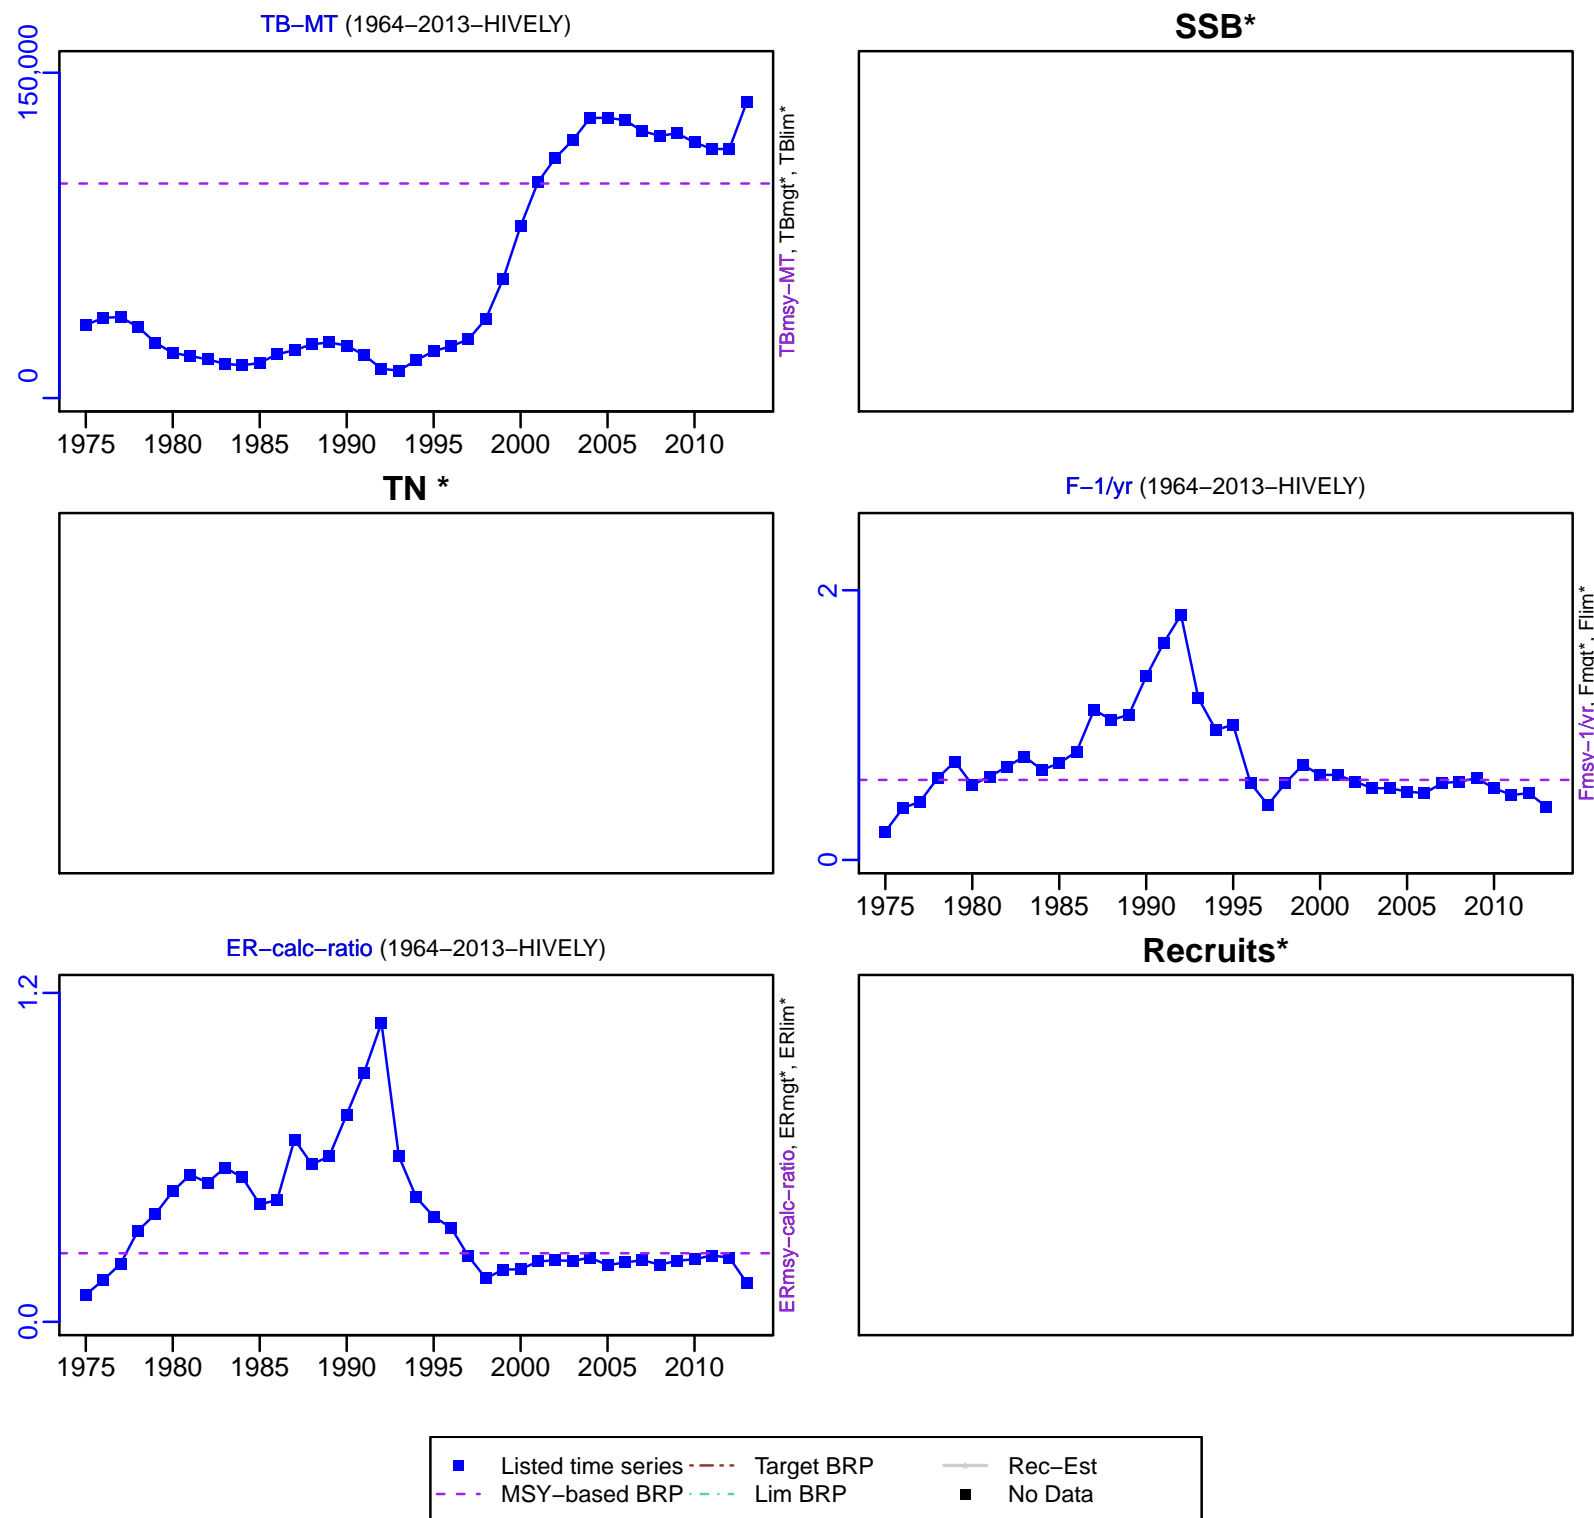 TB−MT (1964−2013−HIVELY)
150,000
0
TBmsy−MT, TBmgt*, TBlim*
1975 1980 1985 1990 1995 2000 2005 2010
SSB*
TN *
F−1/yr (1964−2013−HIVELY)
2
0
Fmsy−1/yr, Fmgt*, Flim*
1975 1980 1985 1990 1995 2000 2005 2010
ER−calc−ratio (1964−2013−HIVELY)
1.2
0.0
ERmsy−calc−ratio, ERmgt*, ERlim*
1975 1980 1985 1990 1995 2000 2005 2010
Recruits*
Listed time series Target BRP Rec−Est
MSY−based BRP Lim BRP No Data